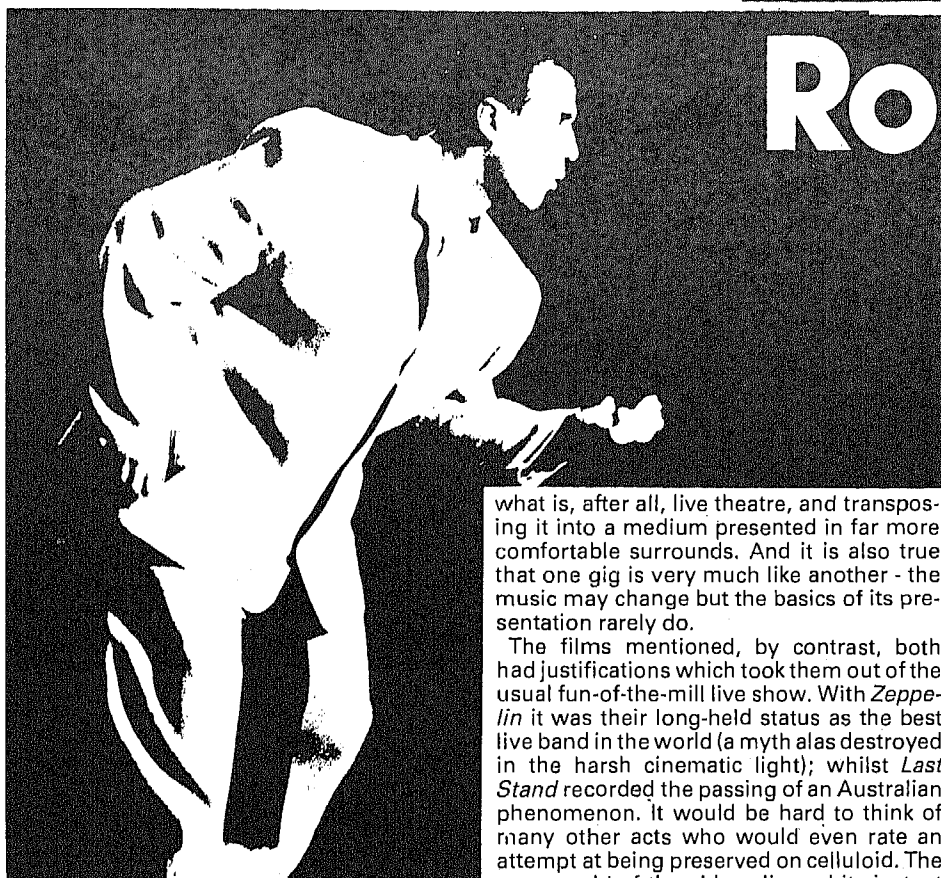 Ro
what is, after all, live theatre, and transpos-
ing it into a medium presented in far more
comfortable surrounds. And it is also true
that one gig is very much like another - the
music may change but the basics of its pre-
sentation rarely do.
The films mentioned, by contrast, both
had justifications which took them out of the
usual fun-of-the-mill live show. With Zeppe-
lin it was their long-held status as the best
live band in the world (a myth alas destroyed
in the harsh cinematic light); whilst Last
Stand recorded the passing of an Australian
phenomenon. It would be hard to think of
many other acts who would even rate an
attempt at being preserved on celluloid. The